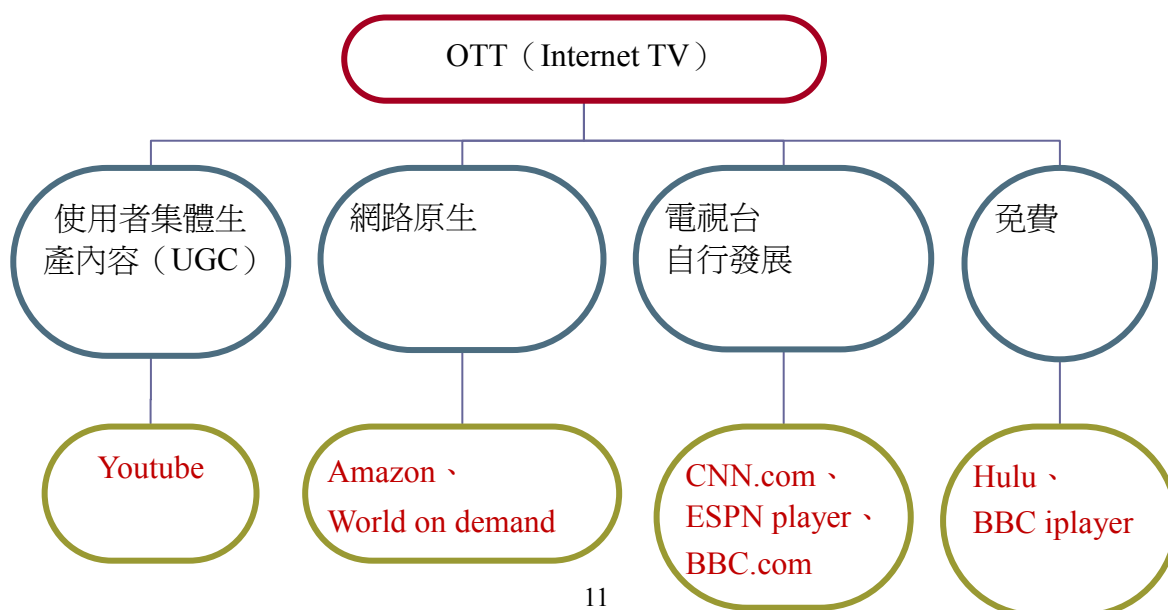 OTT（Internet TV）
使用者集體生
產內容（UGC）
網路原生
電視台
自行發展
免費
Youtube
Amazon、
World on demand
CNN.com、
ESPN player、
BBC.com
Hulu、
BBC iplayer
11